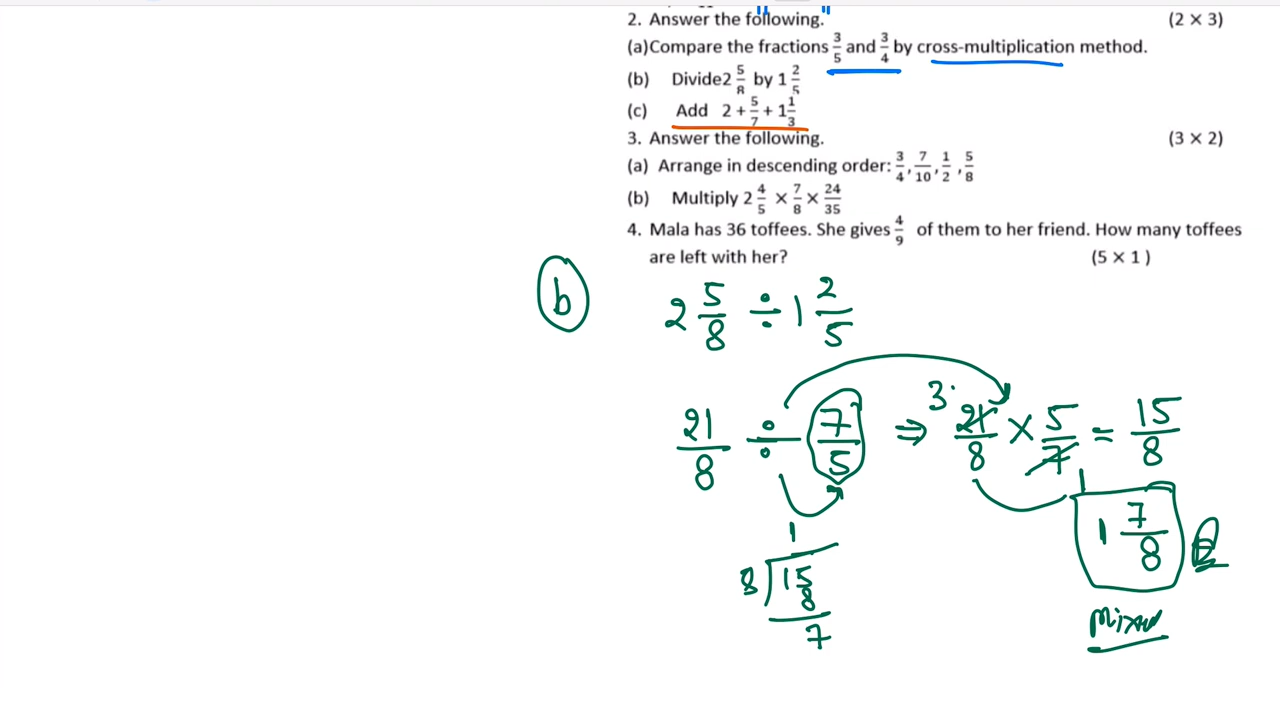 2. Answer the following. (2 × 3)
(a)Compare the fractions 3/5 and 3/4 by cross-multiplication method.
(b) Divide2 5/8 by 1 2/5
(c) Add 2 + 5/7 + 1 1/3
3. Answer the following. (3 × 2)
(a) Arrange in descending order: 3/4, 7/10, 1/2, 5/8
(b) Multiply 2 4/5 × 7/8 × 24/35
4. Mala has 36 toffees. She gives 4/9 of them to her friend. How many toffees
are left with her? (5 × 1)
b 2 5/8 ÷ 1 2/5
21/8 ÷ 7/5 ⇒ 3 21/8 × 5/7 = 15/8
1
1 7/8
1
8 15
8
7
Mixed